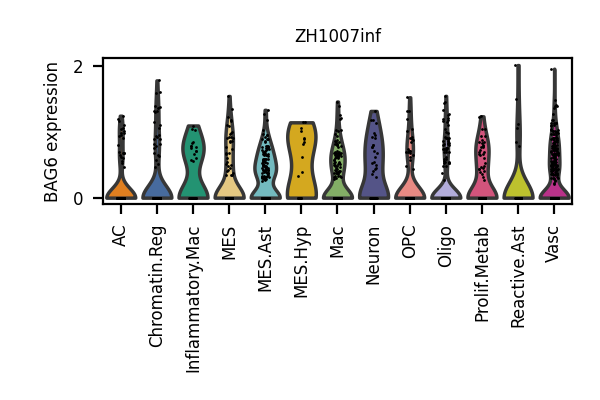 ZH1007inf
BAG6 expression
2
0
AC
Chromatin.Reg
Inflammatory.Mac
MES
MES.Ast
MES.Hyp
Mac
Neuron
OPC
Oligo
Prolif.Metab
Reactive.Ast
Vasc